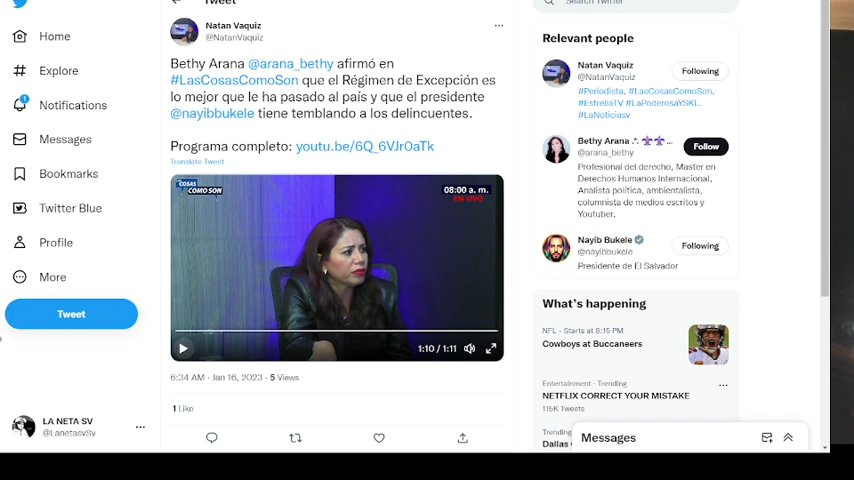 Tweet
Search Twitter
Home
Explore
Notifications
1
Messages
Bookmarks
Twitter Blue
Profile
More
Tweet
LA NETA SV
@LanetasvSv
Natan Vaquiz
@NatanVaquiz
Bethy Arana @arana_bethy afirmó en
#LasCosasComoSon que el Régimen de Excepción es
lo mejor que le ha pasado al país y que el presidente
@nayibbukele tiene temblando a los delincuentes.
Programa completo: youtu.be/6Q_6VJr0aTk
Translate Tweet
COSAS
COMO SON
08:00 a. m.
EN VIVO
1:10 / 1:11
6:34 AM · Jan 16, 2023 · 5 Views
1 Like
Relevant people
Natan Vaquiz
@NatanVaquiz
Following
#Periodista. #LasCosasComoSon.
#EstrellaTV #LaPoderosaYSKL.
#LaNoticiasv
Bethy Arana .*. ⚜⚜...
@arana_bethy
Follow
Profesional del derecho, Master en
Derechos Humanos Internacional,
Analista política, ambientalista,
columnista de medios escritos y
Youtuber.
Nayib Bukele
@nayibbukele
Following
Presidente de El Salvador
What's happening
NFL · Starts at 8:15 PM
Cowboys at Buccaneers
Entertainment · Trending
NETFLIX CORRECT YOUR MISTAKE
115K Tweets
Trending
Dallas
Messages